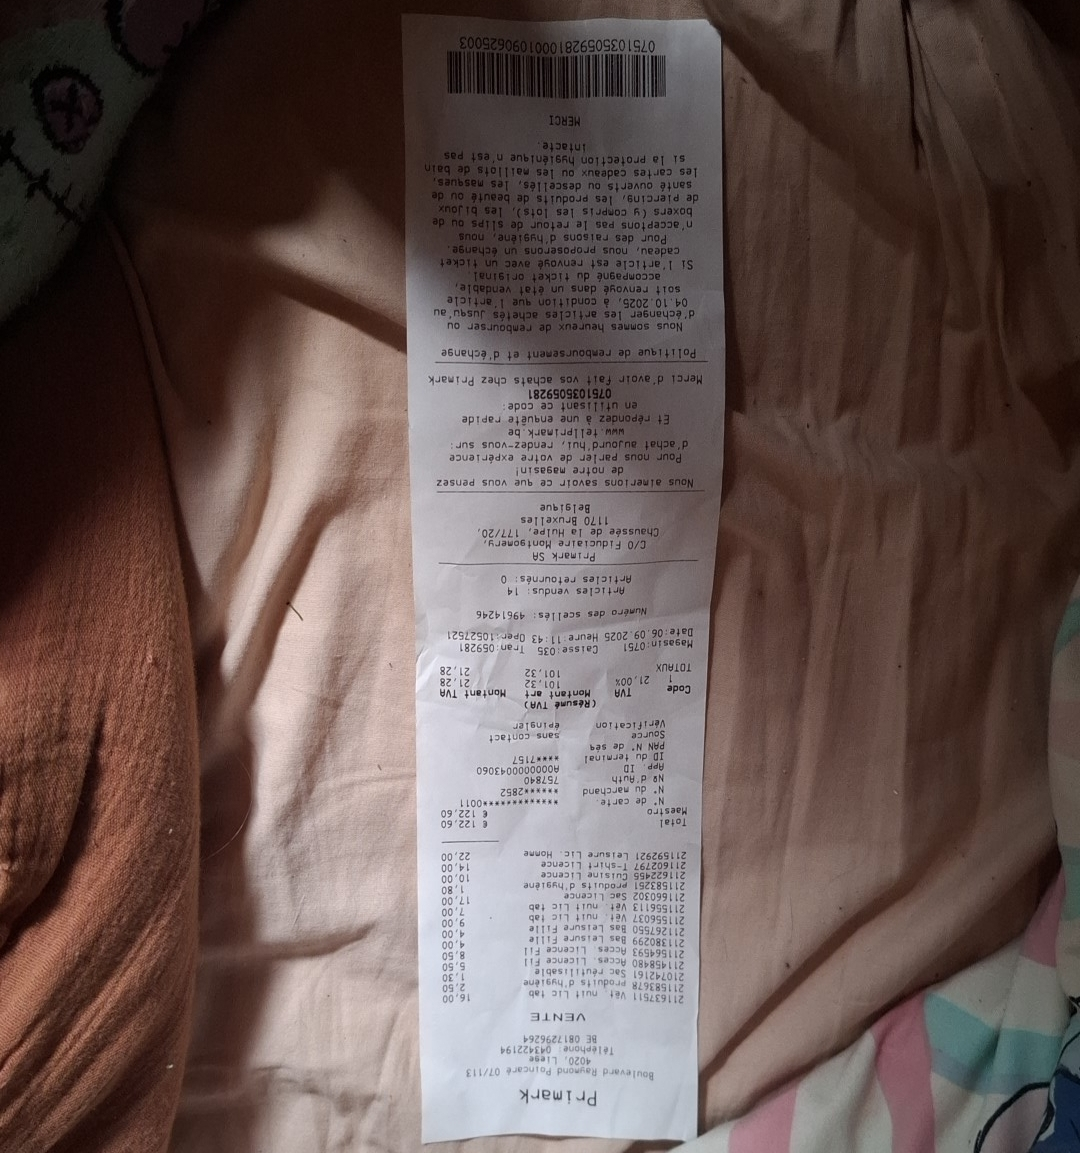 Primark
Boulevard Raymond Poincaré 07/113
4020, Liege
Téléphone: 043422194
BE 0817296264
VENTE
211637511 Vêt. nuit Lic tab 16,00
211583678 produits d'hygiène 2,50
210742161 Sac réutilisable 1,30
211458480 Acces. Licence Fil 5,50
211564593 Acces. Licence Fil 8,50
211380299 Bas Leisure Fille 4,00
211267550 Bas Leisure Fille 4,00
211556037 Vêt. nuit Lic tab 9,00
211556113 Vêt. nuit Lic tab 7,00
211660302 Sac Licence 17,00
211583251 produits d'hygiène 1,80
211622455 Cuisine Licence 10,00
211602797 T-shirt Licence 14,00
211592921 Leisure Lic. Homme 22,00
Total € 122,60
Maestro € 122,60
N° de carte. *************0011
N° du marchand ******2852
Nº d'Auth 757840
App. ID A0000000043060
ID du terminal ****7157
PAN N° de séq
Source sans contact
Vérification épingler
(Résumé TVA)
Code TVA Montant art Montant TVA
1 21,00% 101,32 21,28
TOTAUX 101,32 21,28
Magasin:0751 Caisse:035 Tran:059281
Date:06.09.2025 Heure:11:43 Oper:10527521
Numéro des scellés: 49614246
Articles vendus: 14
Articles retournés: 0
Primark SA
C/O Fiduciaire Montgomery,
Chaussée de la Hulpe, 177/20,
1170 Bruxelles
Belgique
Nous aimerions savoir ce que vous pensez
de notre magasin!
Pour nous parler de votre expérience
d'achat aujourd'hui, rendez-vous sur:
www.tellprimark.be
Et répondez à une enquête rapide
en utilisant ce code:
0751035059281
Merci d'avoir fait vos achats chez Primark
Politique de remboursement et d'échange
Nous sommes heureux de rembourser ou
d'échanger les articles achetés jusqu'au
04.10.2025, à condition que l'article
soit renvoyé dans un état vendable,
accompagné du ticket original.
Si l'article est renvoyé avec un ticket
cadeau, nous proposerons un échange.
Pour des raisons d'hygiène, nous
n'acceptons pas le retour de slips ou de
boxers (y compris les lots), les bijoux
de piercing, les produits de beauté ou de
santé ouverts ou descellés, les masques,
les cartes cadeaux ou les maillots de bain
si la protection hygiénique n'est pas
intacte.
MERCI
0751035059281000109062​5003